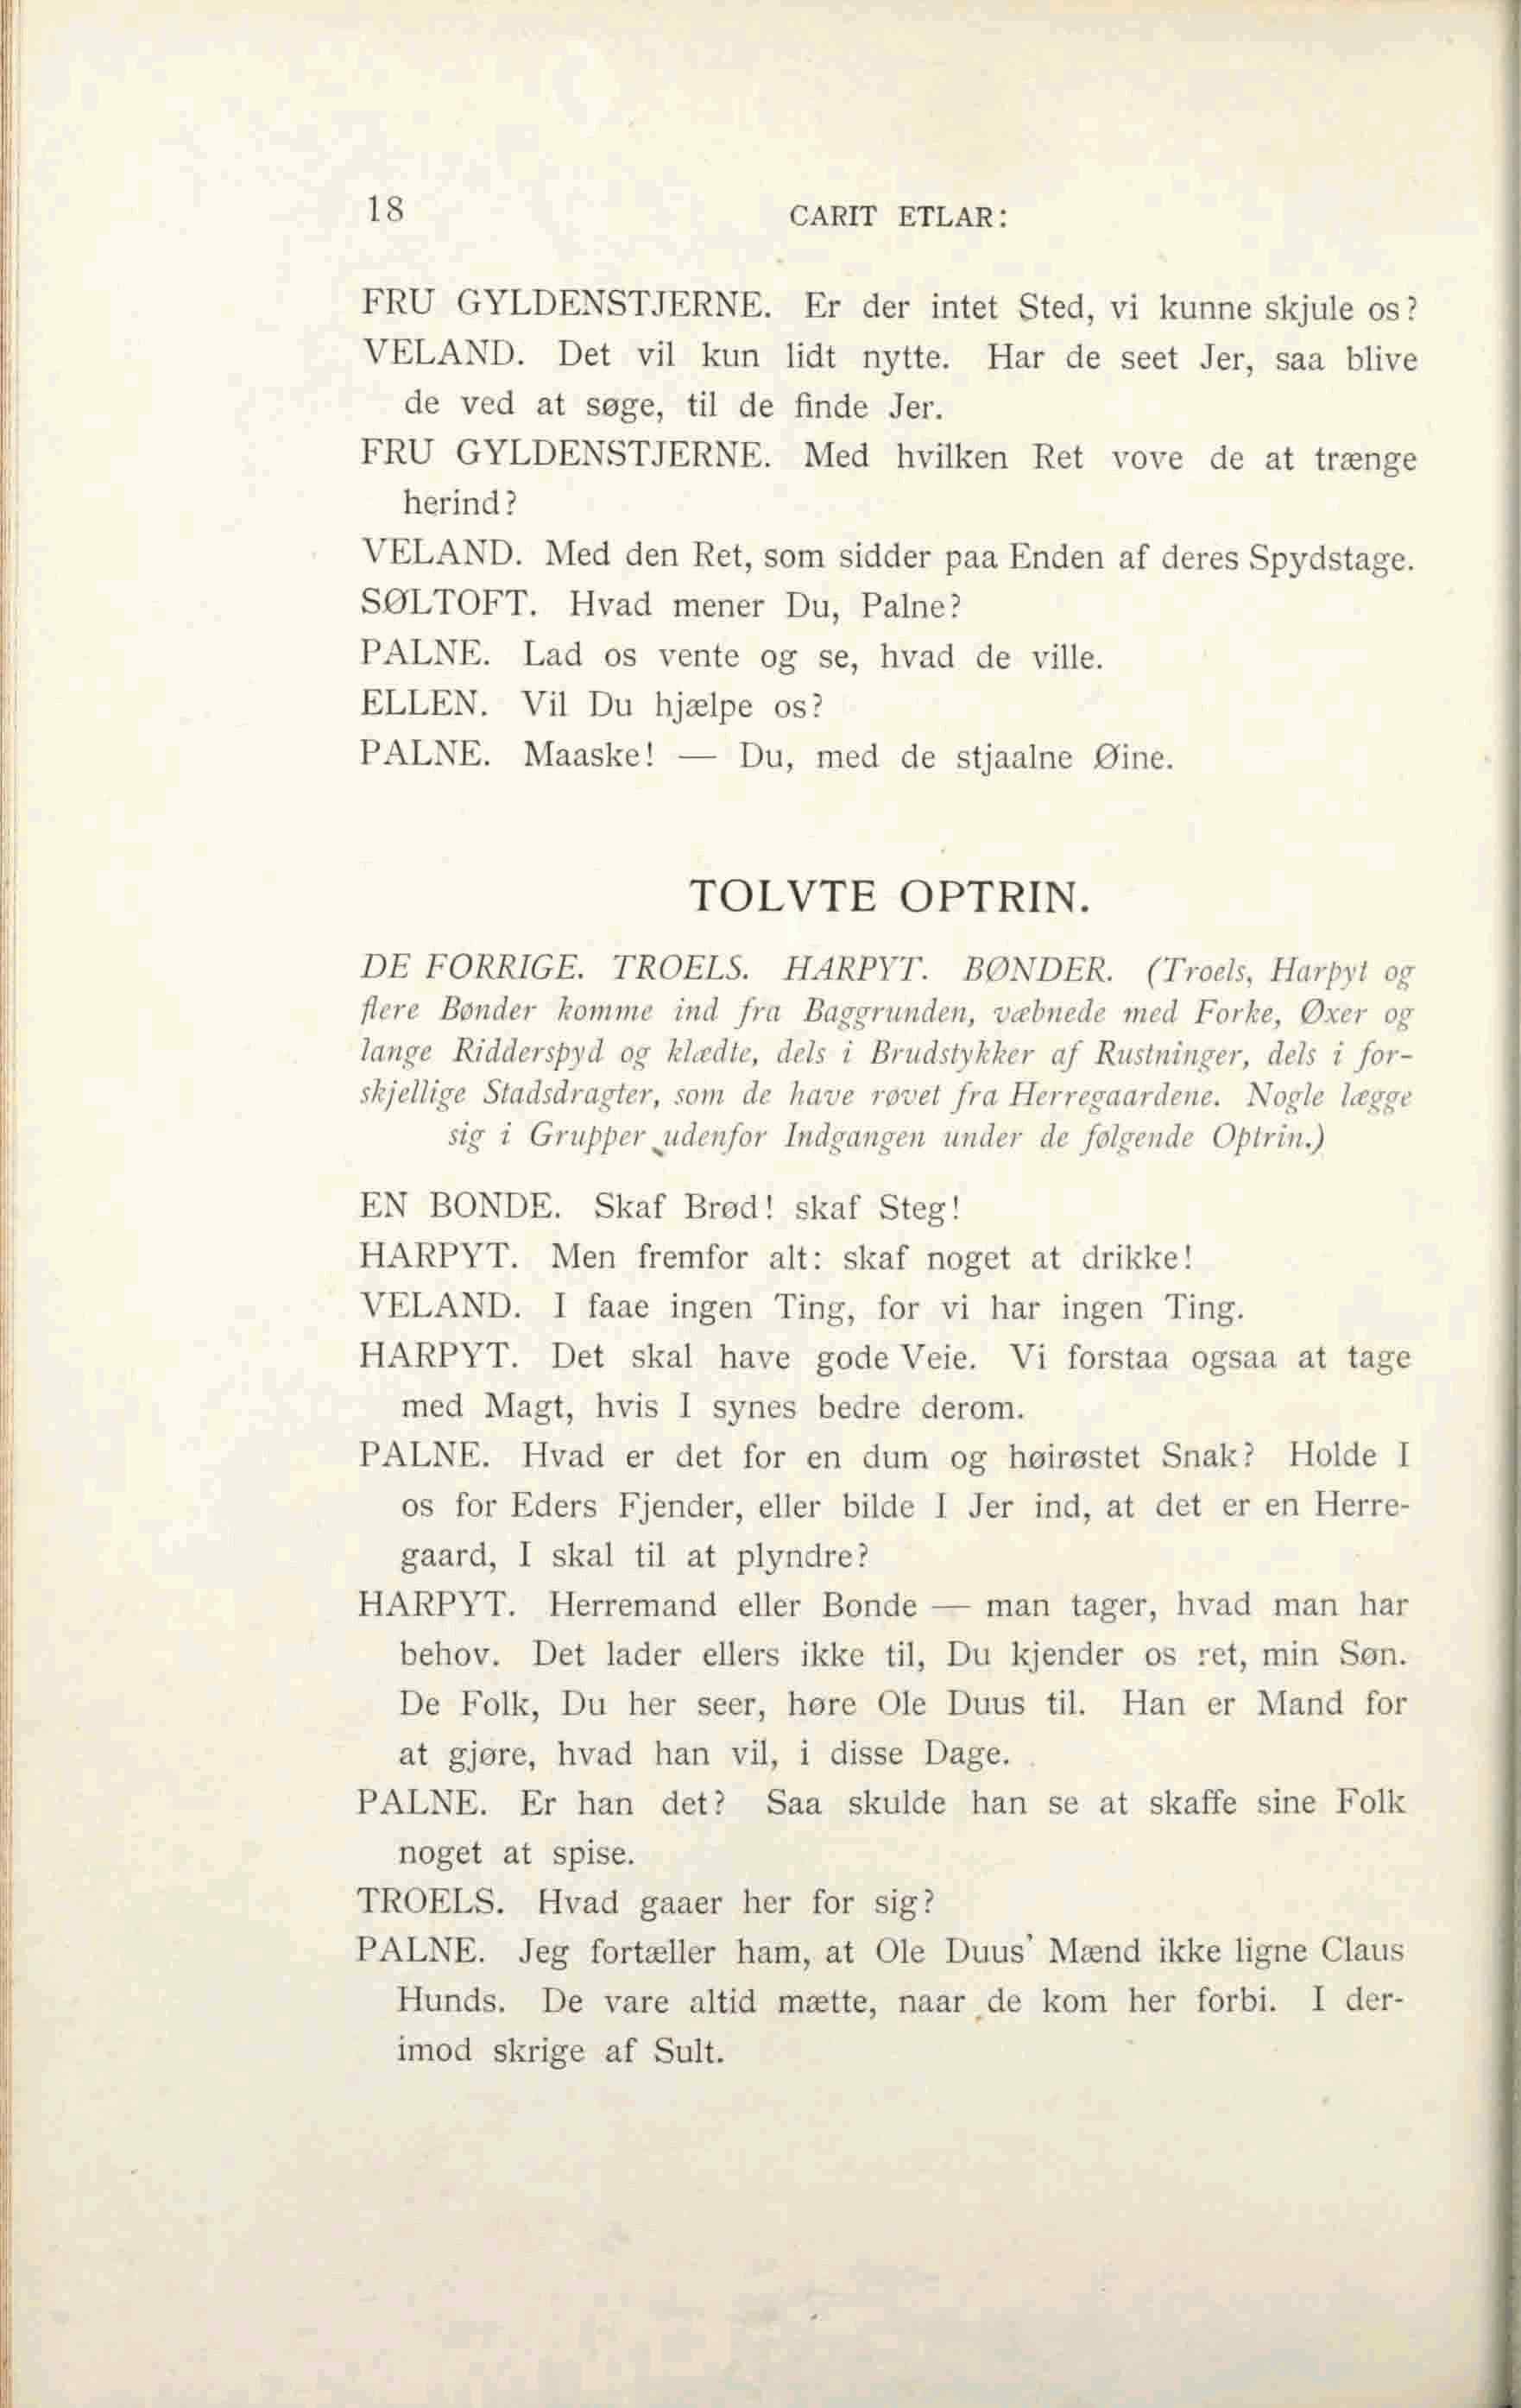 18
CARIT ETLAR:
FRU GYLDENSTJERNE. Er der intet Sted, vi kunne skjule os?
VELAND. Det vil kun lidt nytte. Har de seet Jer, saa blive
de ved at søge, til de finde Jer.
FRU GYLDENSTJERNE. Med hvilken Ret vove de at trænge
herind?
VELAND. Med den Ret, som sidder paa Enden af deres Spydstage.
SØLTOFT. Hvad mener Du, Palne?
PALNE. Lad os vente og se, hvad de ville.
ELLEN. Vil Du hjælpe os?
PALNE. Maaske! — Du, med de stjaalne Øine.
TOLVTE OPTRIN.
DE FORRIGE. TROELS. HARPYT. BØNDER. (Troels, Harpyt og
flere Bønder komme ind fra Baggrunden, væbnede med Forke, Øxer og
lange Ridderspyd og klædte, dels i Brudstykker af Rustninger, dels i for-
skjellige Stadsdragter, som de have røvet fra Herregaardene. Nogle lægge
sig i Grupper udenfor Indgangen under de følgende Optrin.)
EN BONDE. Skaf Brød! skaf Steg!
HARPYT. Men fremfor alt: skaf noget at drikke!
VELAND. I faae ingen Ting, for vi har ingen Ting.
HARPYT. Det skal have gode Veie. Vi forstaa ogsaa at tage
med Magt, hvis I synes bedre derom.
PALNE. Hvad er det for en dum og høirøstet Snak? Holde I
os for Eders Fjender, eller bilde I Jer ind, at det er en Herre-
gaard, I skal til at plyndre?
HARPYT. Herremand eller Bonde — man tager, hvad man har
behov. Det lader ellers ikke til, Du kjender os ret, min Søn.
De Folk, Du her seer, høre Ole Duus til. Han er Mand for
at gjøre, hvad han vil, i disse Dage.
PALNE. Er han det? Saa skulde han se at skaffe sine Folk
noget at spise.
TROELS. Hvad gaaer her for sig?
PALNE. Jeg fortæller ham, at Ole Duus' Mænd ikke ligne Claus
Hunds. De vare altid mætte, naar de kom her forbi. I der-
imod skrige af Sult.